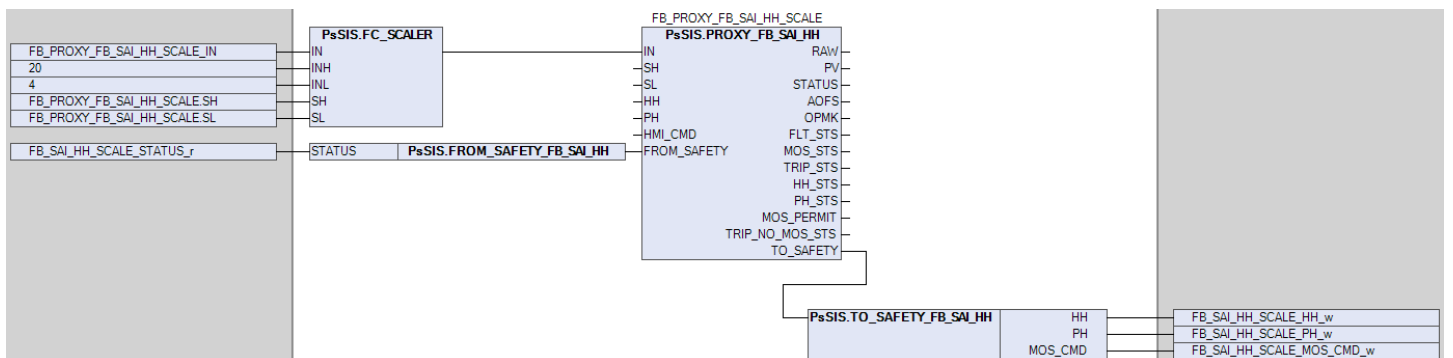 FB_PROXY_FB_SAI_HH_SCALE
PsSIS.FC_SCALER
PsSIS.PROXY_FB_SAI_HH
FB_PROXY_FB_SAI_HH_SCALE_IN IN IN RAW
20 INH SH PV
4 INL SL STATUS
FB_PROXY_FB_SAI_HH_SCALE.SH SH HH AOFS
FB_PROXY_FB_SAI_HH_SCALE.SL SL PH OPMK
HMI_CMD FLT_STS
FB_SAI_HH_SCALE_STATUS_r STATUS PsSIS.FROM_SAFETY_FB_SAI_HH FROM_SAFETY MOS_STS
TRIP_STS
HH_STS
PH_STS
MOS_PERMIT
TRIP_NO_MOS_STS
TO_SAFETY
PsSIS.TO_SAFETY_FB_SAI_HH HH FB_SAI_HH_SCALE_HH_w
PH FB_SAI_HH_SCALE_PH_w
MOS_CMD FB_SAI_HH_SCALE_MOS_CMD_w